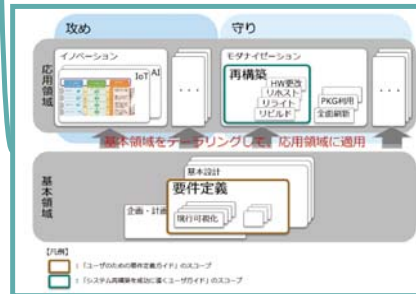 攻め
守り
応用領域
イノベーション
IoT
AI
・・・
モダナイゼーション
再構築
HW更改
リホスト
リライト
リビルド
PKG利用
全面刷新
・・・
基本領域をテーラリングして、応用領域に適用
基本領域
基本設計
要件定義
企画・計画
現行可視化
【凡例】
：「ユーザのための要件定義ガイド」のスコープ
：「システム再構築を成功に導くユーザガイド」のスコープ